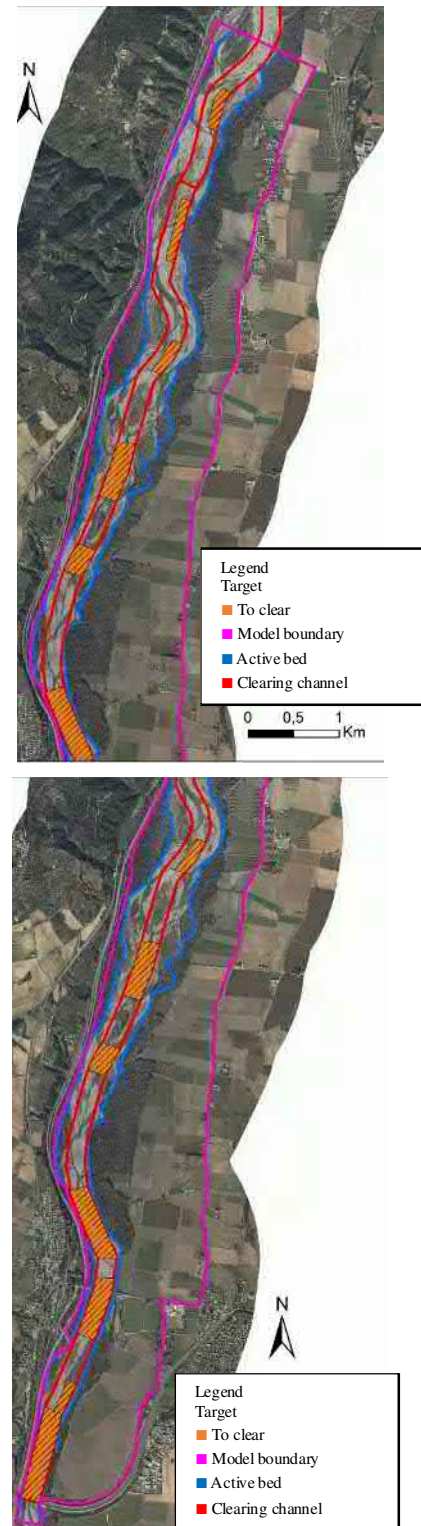 N
Legend
Target
To clear
Model boundary
Active bed
Clearing channel
0 0,5 1
Km
N
Legend
Target
To clear
Model boundary
Active bed
Clearing channel